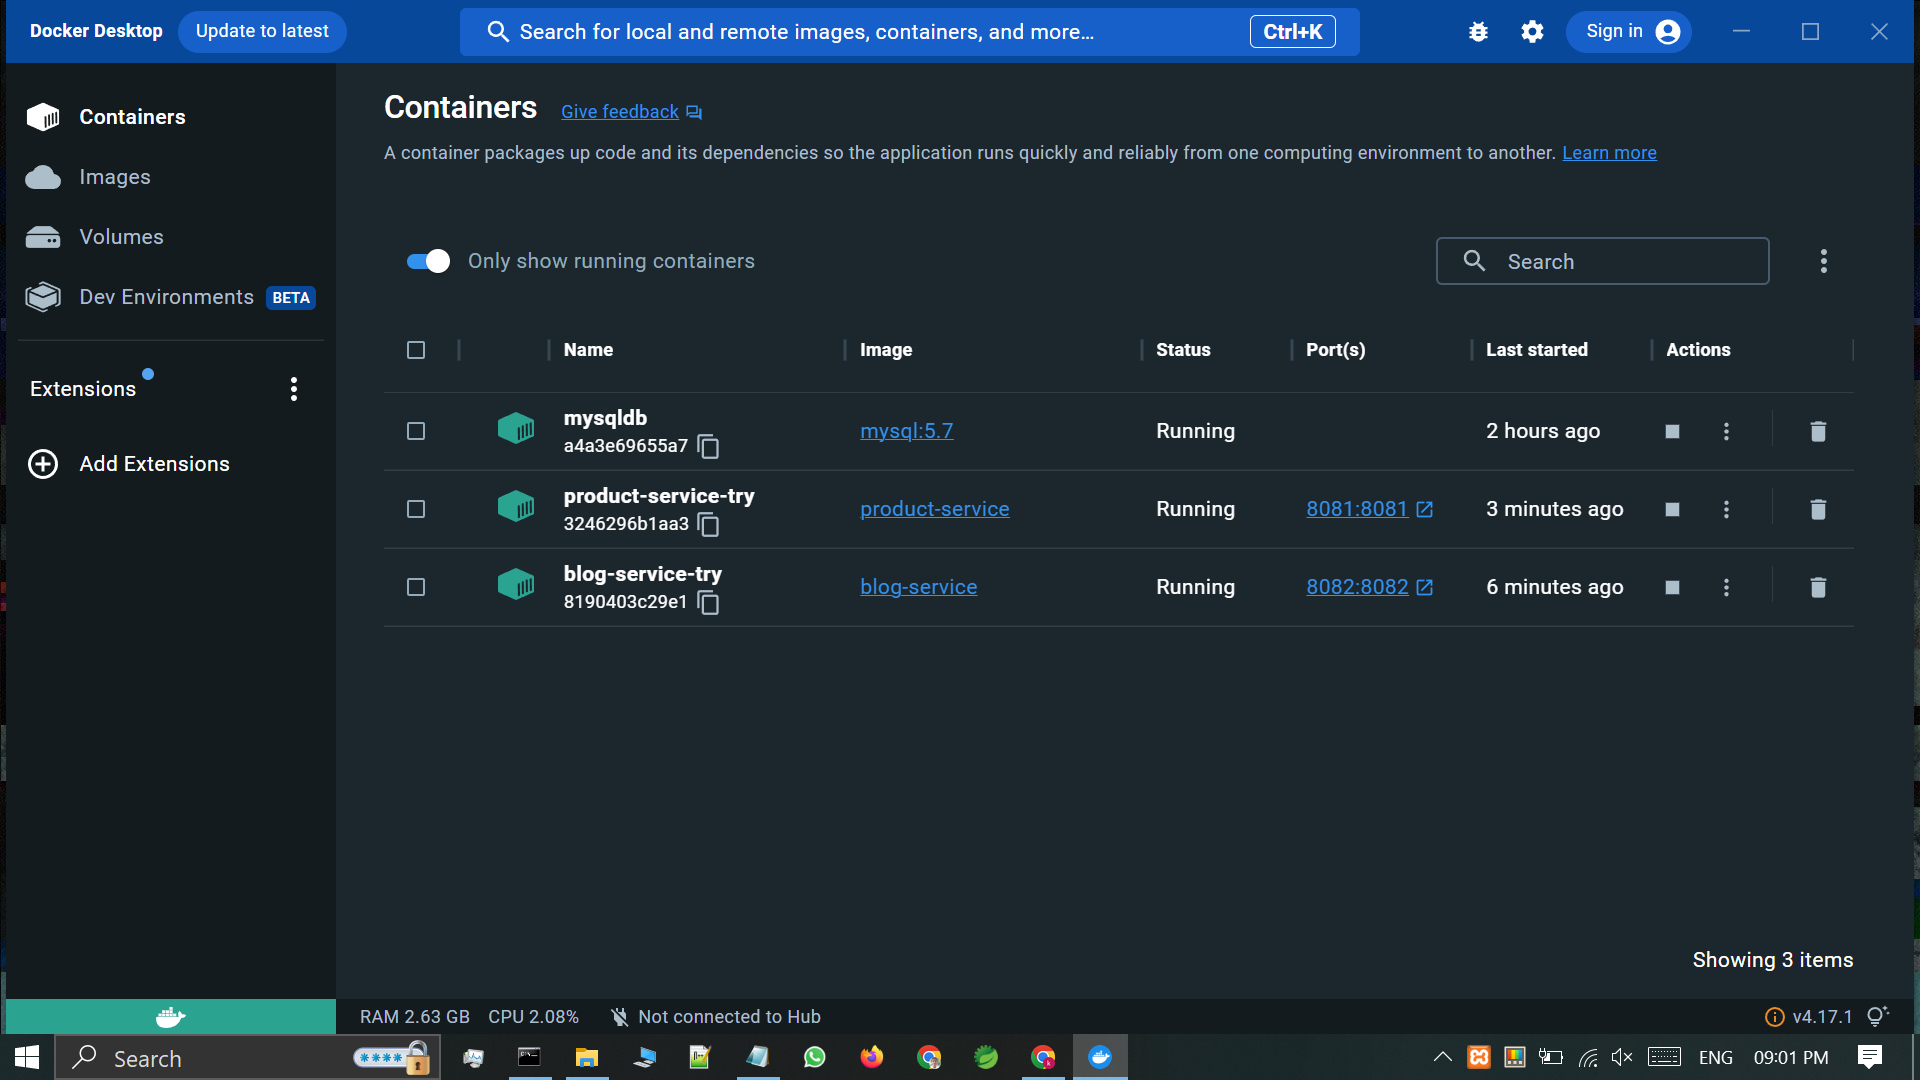 Docker Desktop Update to latest Search for local and remote images, containers, and more... Ctrl+K Sign in
Containers
Images
Volumes
Dev Environments BETA
Extensions
Add Extensions
Containers Give feedback
A container packages up code and its dependencies so the application runs quickly and reliably from one computing environment to another. Learn more
Only show running containers Search
Name Image Status Port(s) Last started Actions
mysqldb
a4a3e69655a7 mysql:5.7 Running 2 hours ago
product-service-try
3246296b1aa3 product-service Running 8081:8081 3 minutes ago
blog-service-try
8190403c29e1 blog-service Running 8082:8082 6 minutes ago
Showing 3 items
RAM 2.63 GB CPU 2.08% Not connected to Hub v4.17.1
Search ENG 09:01 PM